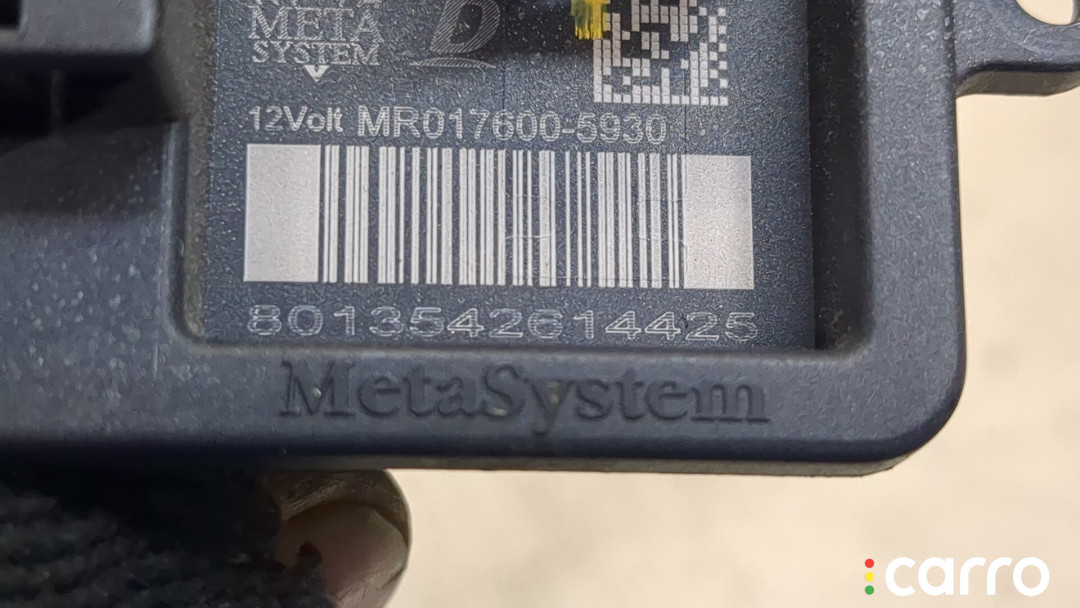 META
SYSTEM
D
12Volt MR017600-5930
8013542614425
MetaSystem
carro